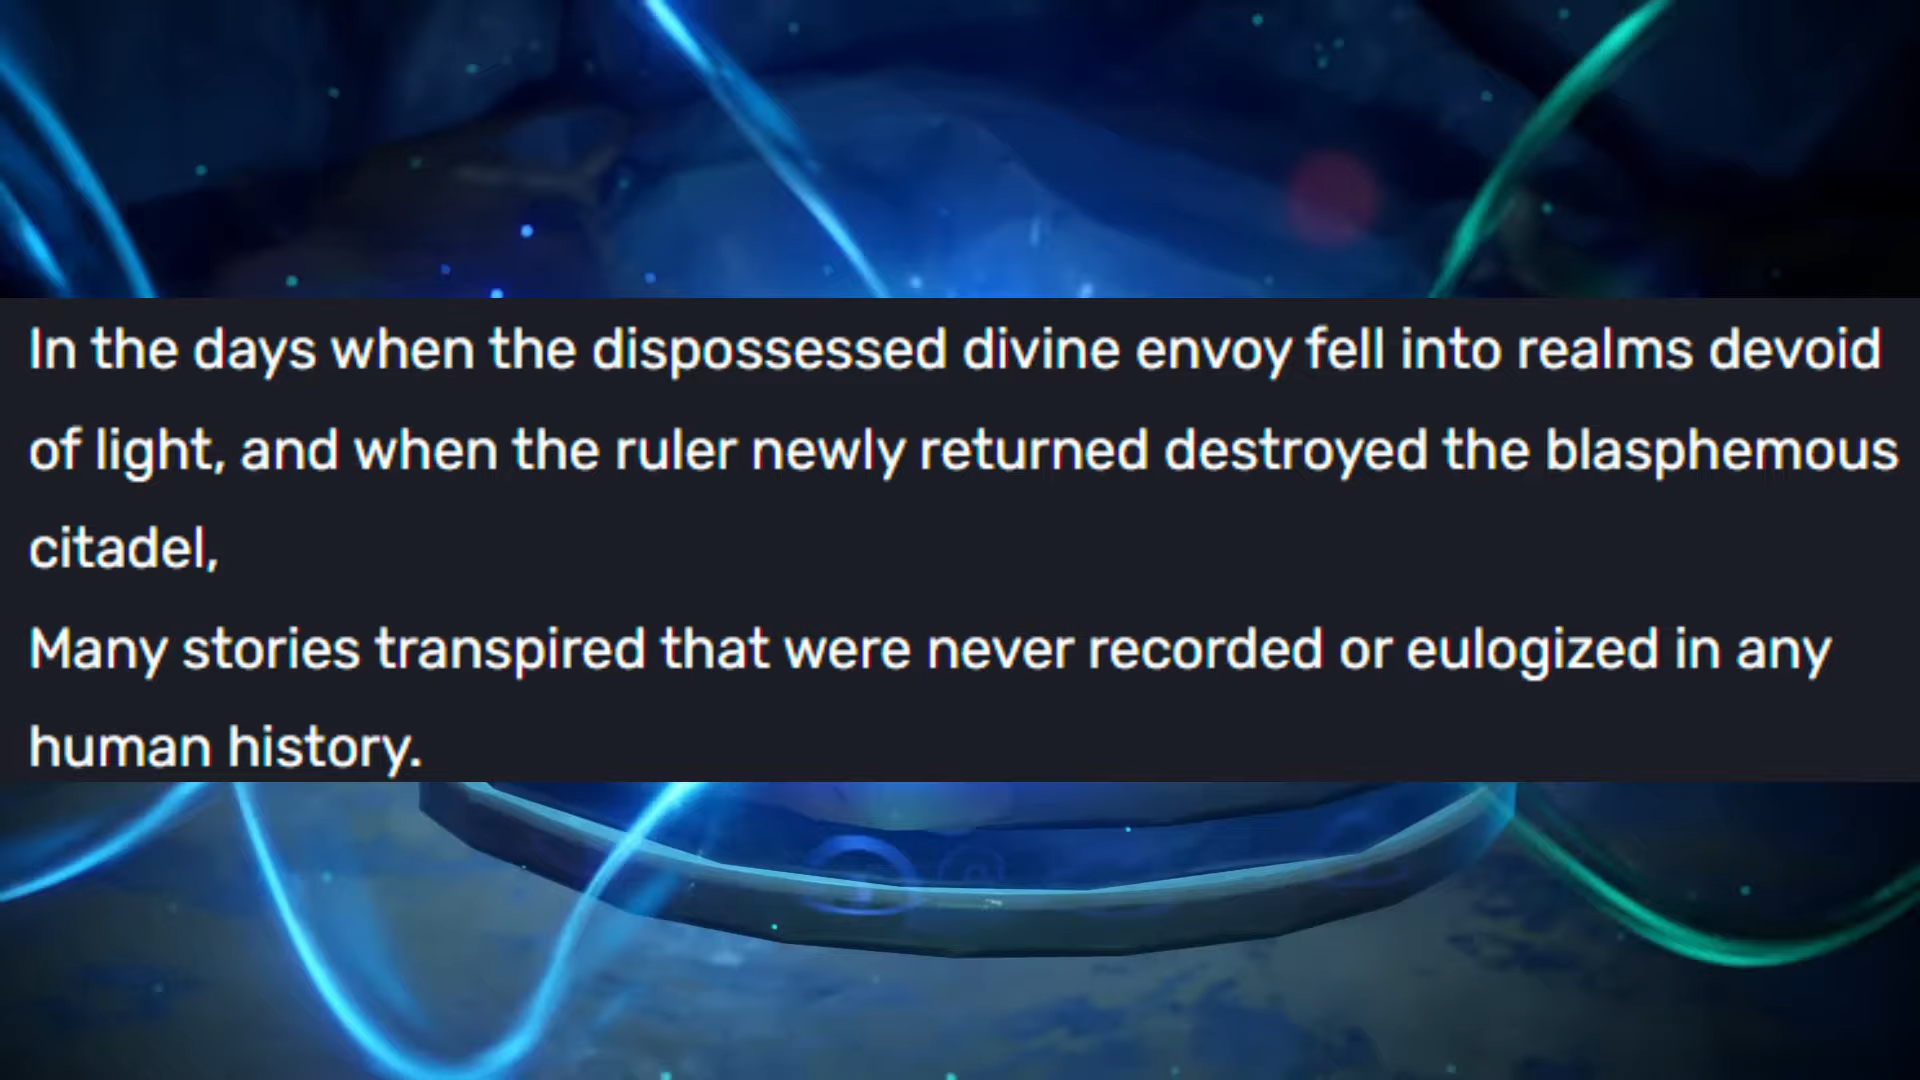 In the days when the dispossessed divine envoy fell into realms devoid
of light, and when the ruler newly returned destroyed the blasphemous
citadel,
Many stories transpired that were never recorded or eulogized in any
human history.